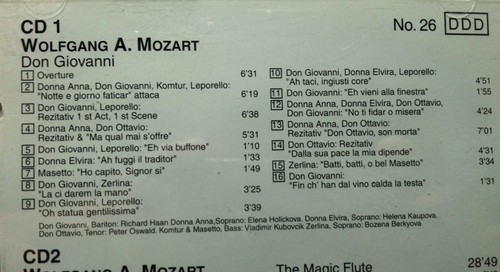 CD 1
No. 26 DDD
WOLFGANG A. MOZART
Don Giovanni
1 Overture 6'31
2 Donna Anna, Don Giovanni, Komtur, Leporello:
"Notte e giorno faticar" attaca 6'19
3 Don Giovanni, Leporello:
Rezitativ 1 st Act, 1 st Scene 6'38
4 Donna Anna, Don Ottavio:
Rezitativ & "Ma qual mai s'offre" 5'31
5 Don Giovanni, Leporello: "Eh via buffone" 1'10
6 Donna Elvira: "Ah fuggi il traditor" 1'33
7 Masetto: "Ho capito, Signor si" 1'49
8 Don Giovanni, Zerlina:
"La ci darem la mano" 3'25
9 Don Giovanni, Leporello:
"Oh statua gentilissima" 3'39
10 Don Giovanni, Donna Elvira, Leporello:
"Ah taci, ingiusti core" 4'51
11 Don Giovanni: "Eh vieni alla finestra" 1'55
12 Donna Anna, Donna Elvira, Don Ottavio,
Don Giovanni: "No ti fidar o misera" 4'24
13 Donna Anna, Don Ottavio:
Rezitativ "Don Ottavio, son morta" 7'01
14 Don Ottavio: Rezitativ
"Dalla sua pace la mia dipende" 4'31
15 Zerlina: "Batti, batti, o bel Masetto" 3'34
16 Don Giovanni:
"Fin ch' han dal vino calda la testa" 1'31
Don Giovanni, Bariton: Richard Haan Donna Anna,Soprano; Elena Holickova, Donna Elvira, Soprano: Helena Kaupova,
Don Ottavio, Tenor: Peter Oswald, Komtur & Masetto, Bass: Vladimir Kubovcik Zerlina, Soprano: Bozena Berkyova
CD2
WOLFGANG A. MOZART
The Magic Flute 28'49